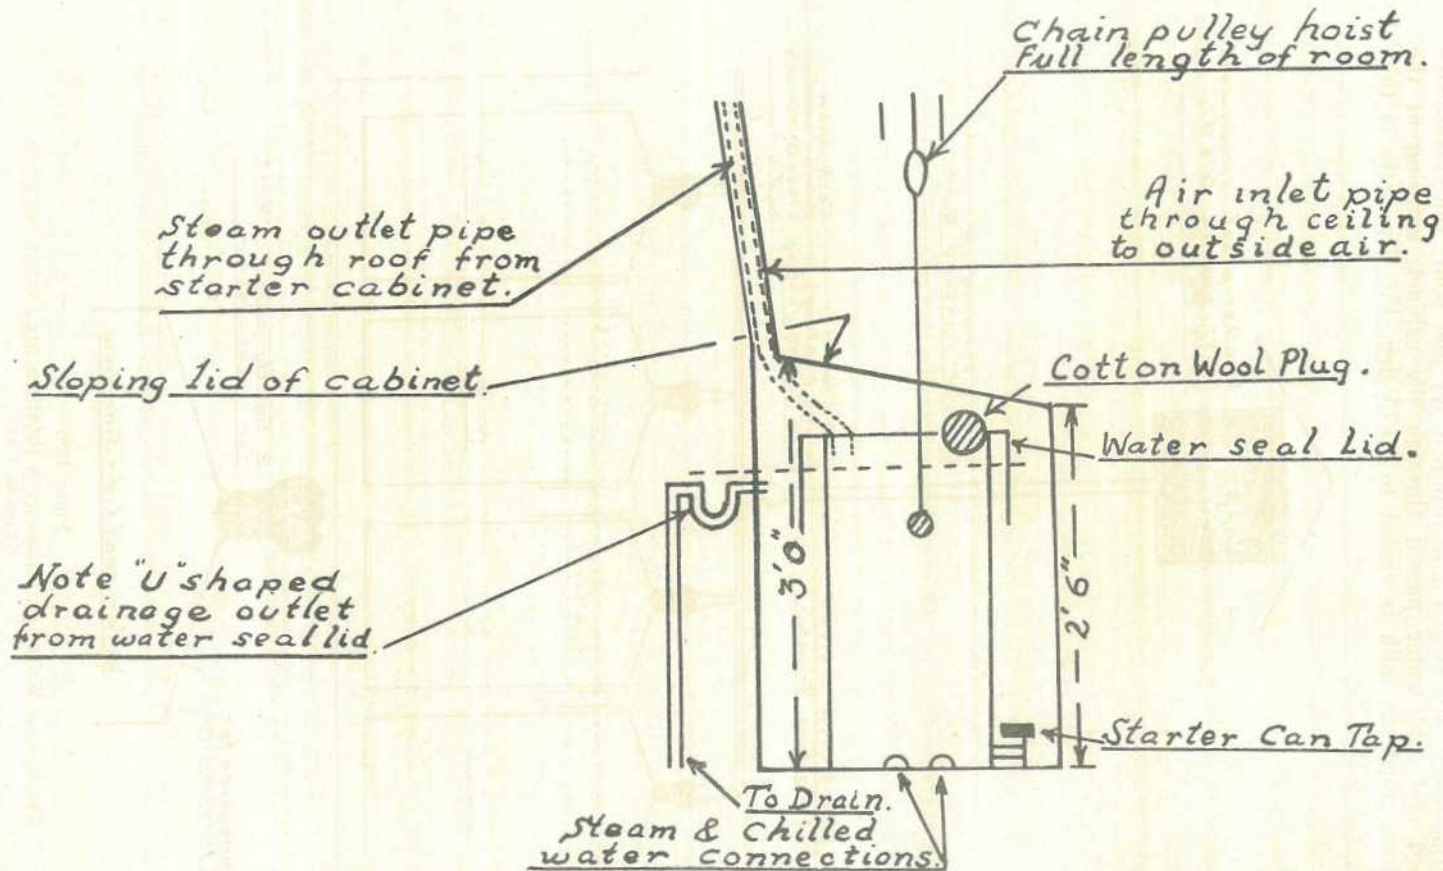 Chain pulley hoist
full length of room.
Air inlet pipe
through ceiling
to outside air.
Steam outlet pipe
through roof from
starter cabinet.
Sloping lid of cabinet.
Cotton Wool Plug.
Water seal Lid.
Note "U" shaped
drainage outlet
from water seal lid
3'0"
2'6"
Starter Can Tap.
To Drain.
Steam & Chilled
water Connections.